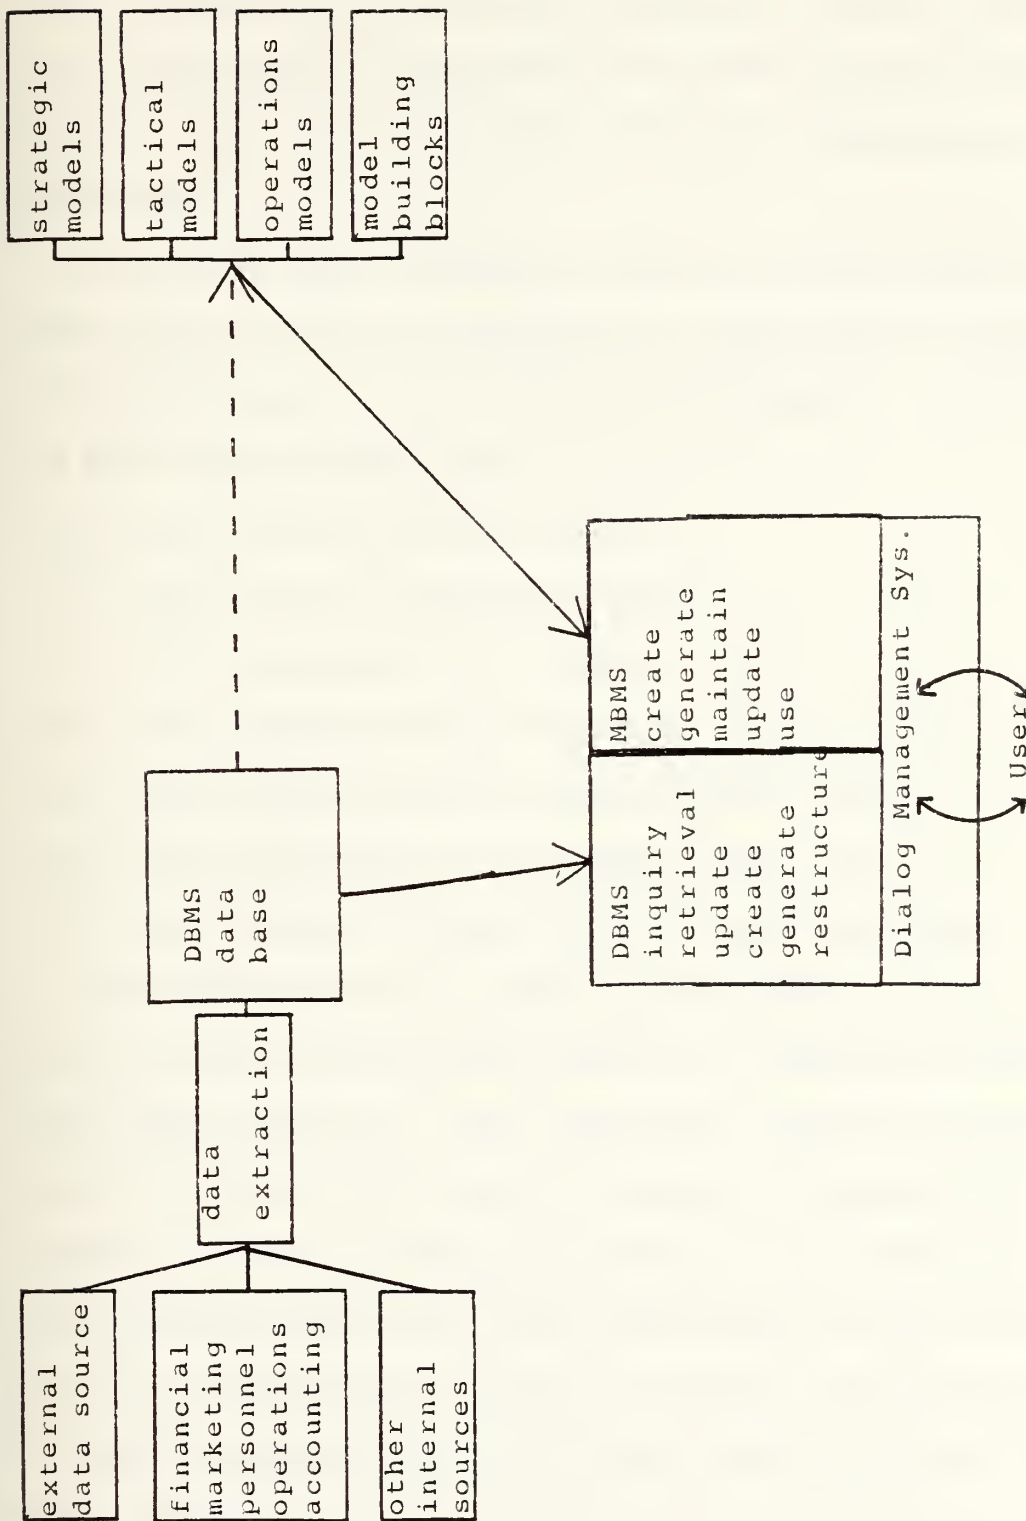 external
data source
financial
marketing
personnel
operations
accounting
other
internal
sources
data
extraction
DBMS
data
base
strategic
models
tactical
models
operations
models
model
building
blocks
DBMS
inquiry
retrieval
update
create
generate
restructure
MBMS
create
generate
maintain
update
use
Dialog Management Sys.
User